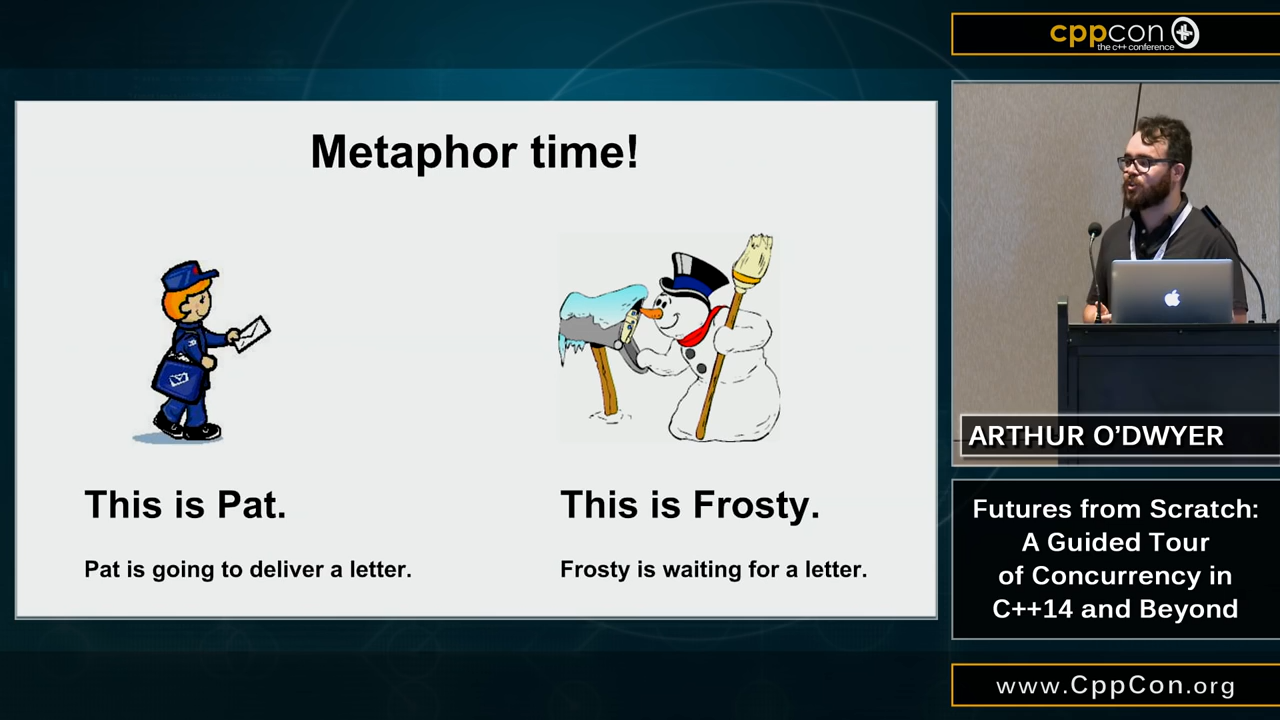 cppcon
the c++ conference
Metaphor time!
This is Pat.
This is Frosty.
Pat is going to deliver a letter.
Frosty is waiting for a letter.
ARTHUR O'DWYER
Futures from Scratch:
A Guided Tour
of Concurrency in
C++14 and Beyond
www.CppCon.org